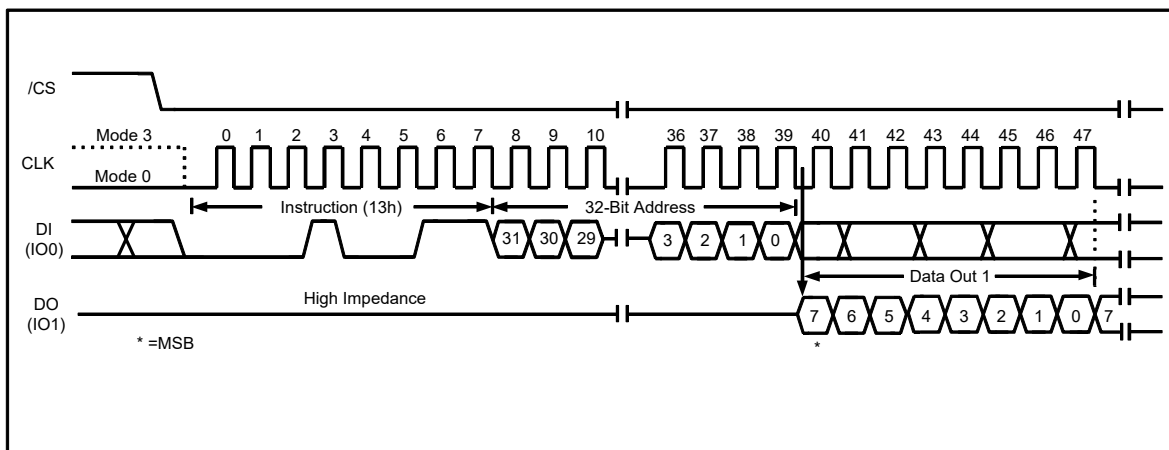 /CS
Mode 3
0 1 2 3 4 5 6 7 8 9 10 36 37 38 39 40 41 42 43 44 45 46 47
CLK
Mode 0
Instruction (13h) 32-Bit Address
DI
(IO0)
31 30 29 3 2 1 0
Data Out 1
High Impedance
DO
(IO1)
7 6 5 4 3 2 1 0 7
* =MSB *